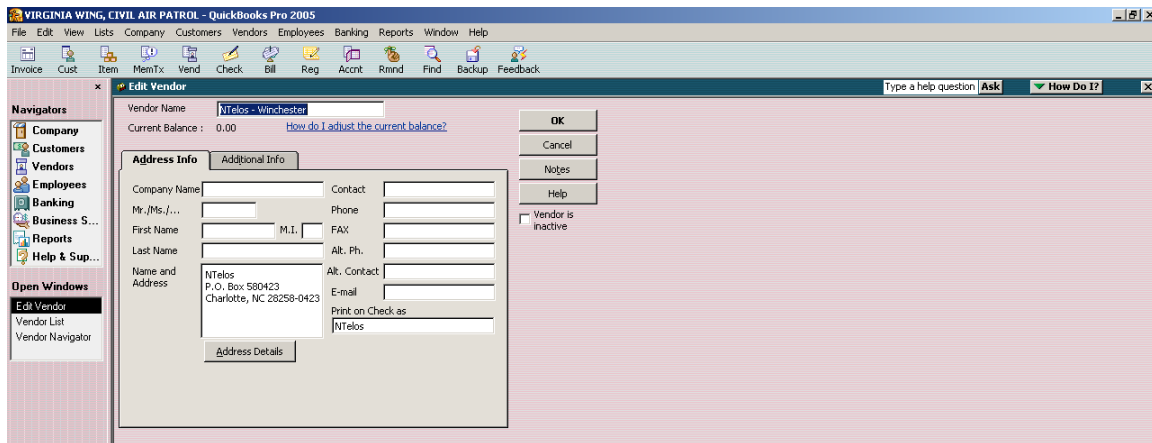 VIRGINIA WING, CIVIL AIR PATROL - QuickBooks Pro 2005
File Edit View Lists Company Customers Vendors Employees Banking Reports Window Help
Invoice Cust Item MemTx Vend Check Bill Reg Accnt Rmnd Find Backup Feedback
Edit Vendor Type a help question Ask How Do I?
Navigators
Company
Customers
Vendors
Employees
Banking
Business S...
Reports
Help & Sup...
Open Windows
Edit Vendor
Vendor List
Vendor Navigator
Vendor Name NTelos - Winchester
Current Balance : 0.00 How do I adjust the current balance?
Address Info Additional Info
Company Name Contact
Mr./Ms./... Phone
First Name M.I. FAX
Last Name Alt. Ph.
Name and Address
NTelos
P.O. Box 580423
Charlotte, NC 28258-0423
Alt. Contact
E-mail
Print on Check as
NTelos
Address Details
OK
Cancel
Notes
Help
Vendor is
inactive